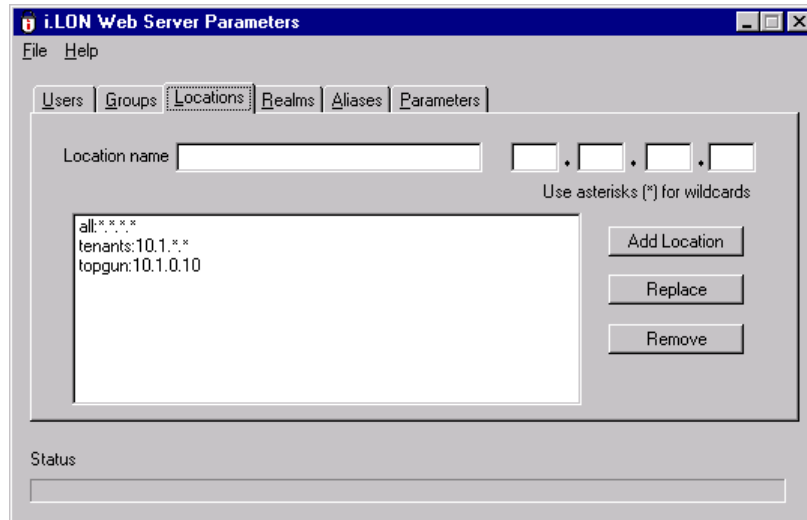 i.LON Web Server Parameters
File Help
Users Groups Locations Realms Aliases Parameters
Location name . . .
Use asterisks (*) for wildcards
all:*.*.*.*
tenants:10.1.*.*
topgun:10.1.0.10
Add Location
Replace
Remove
Status